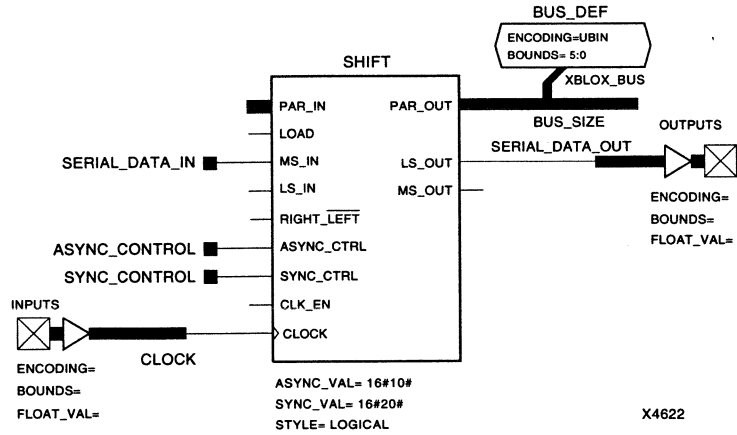 BUS_DEF
ENCODING=UBIN
BOUNDS= 5:0
XBLOX_BUS
SHIFT
PAR_IN
PAR_OUT
BUS_SIZE
LOAD
SERIAL_DATA_IN
MS_IN
LS_OUT
SERIAL_DATA_OUT
OUTPUTS
LS_IN
MS_OUT
ENCODING=
BOUNDS=
FLOAT_VAL=
RIGHT_LEFT
ASYNC_CONTROL
ASYNC_CTRL
SYNC_CONTROL
SYNC_CTRL
CLK_EN
INPUTS
CLOCK
CLOCK
ENCODING=
BOUNDS=
FLOAT_VAL=
ASYNC_VAL= 16#10#
SYNC_VAL= 16#20#
STYLE= LOGICAL
X4622